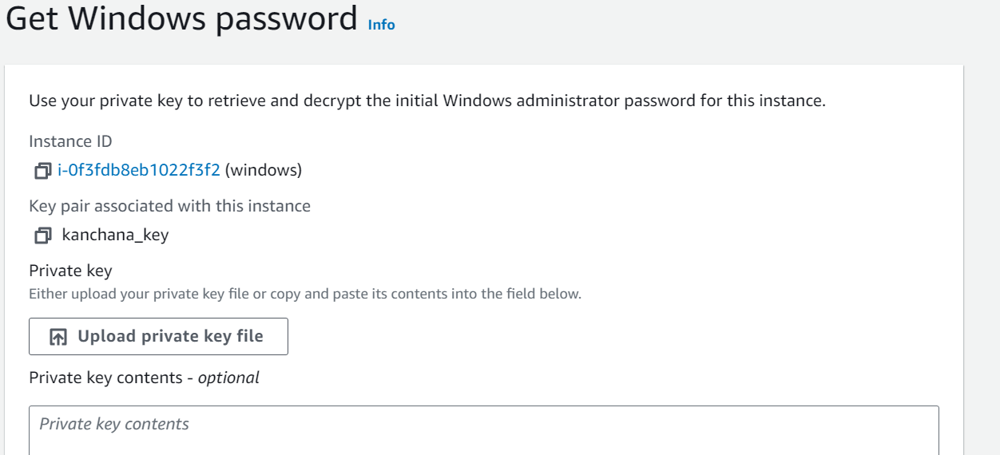 Get Windows password Info
Use your private key to retrieve and decrypt the initial Windows administrator password for this instance.
Instance ID
i-0f3fdb8eb1022f3f2 (windows)
Key pair associated with this instance
kanchana_key
Private key
Either upload your private key file or copy and paste its contents into the field below.
Upload private key file
Private key contents - optional
Private key contents